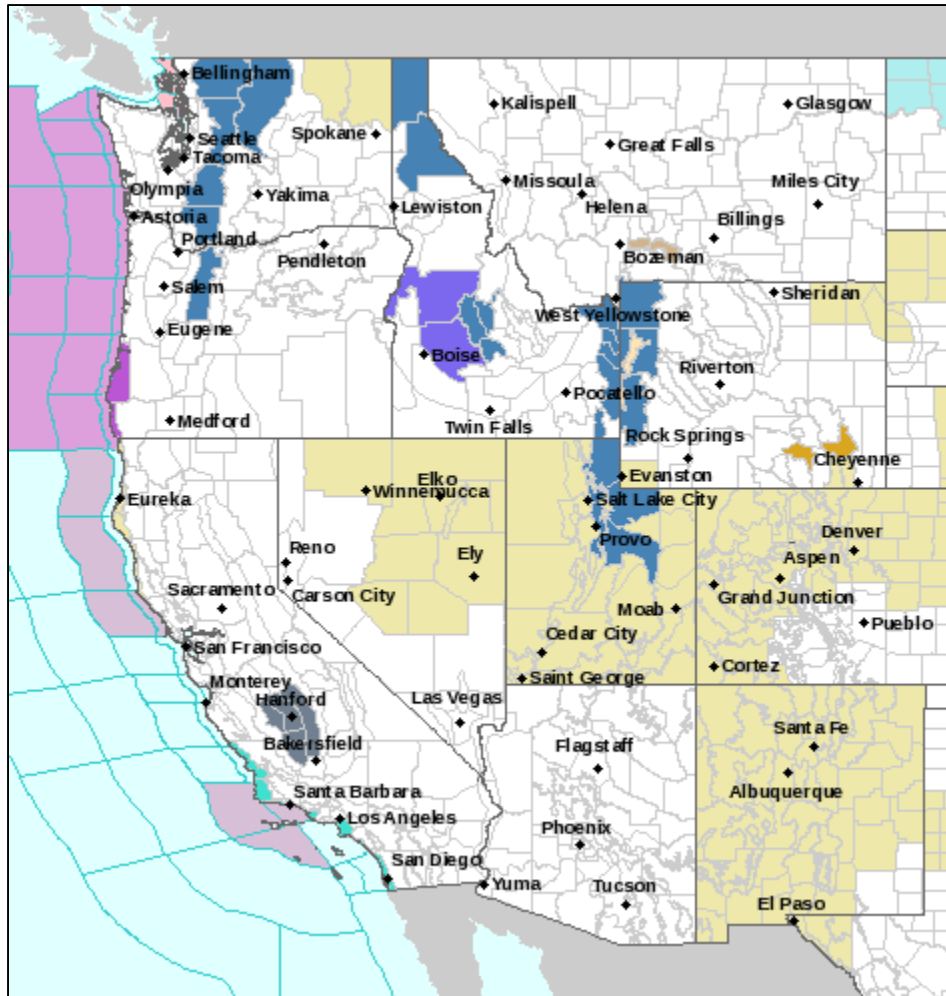 Bellingham
Kalispell
Glasgow
Seattle
Spokane
Great Falls
Tacoma
Missoula
Miles City
Olympia
Yakima
Lewiston
Helena
Astoria
Billings
Portland
Pendleton
Bozeman
Salem
Sheridan
West Yellowstone
Eugene
Boise
Riverton
Pocatello
Medford
Twin Falls
Rock Springs
Cheyenne
Elko
Evanston
Winnemucca
Eureka
Salt Lake City
Provo
Denver
Reno
Ely
Aspen
Sacramento
Carson City
Grand Junction
Moab
Pueblo
San Francisco
Cedar City
Cortez
Monterey
Saint George
Hanford
Las Vegas
Santa Fe
Bakersfield
Flagstaff
Santa Barbara
Albuquerque
Los Angeles
Phoenix
San Diego
Yuma
Tucson
El Paso